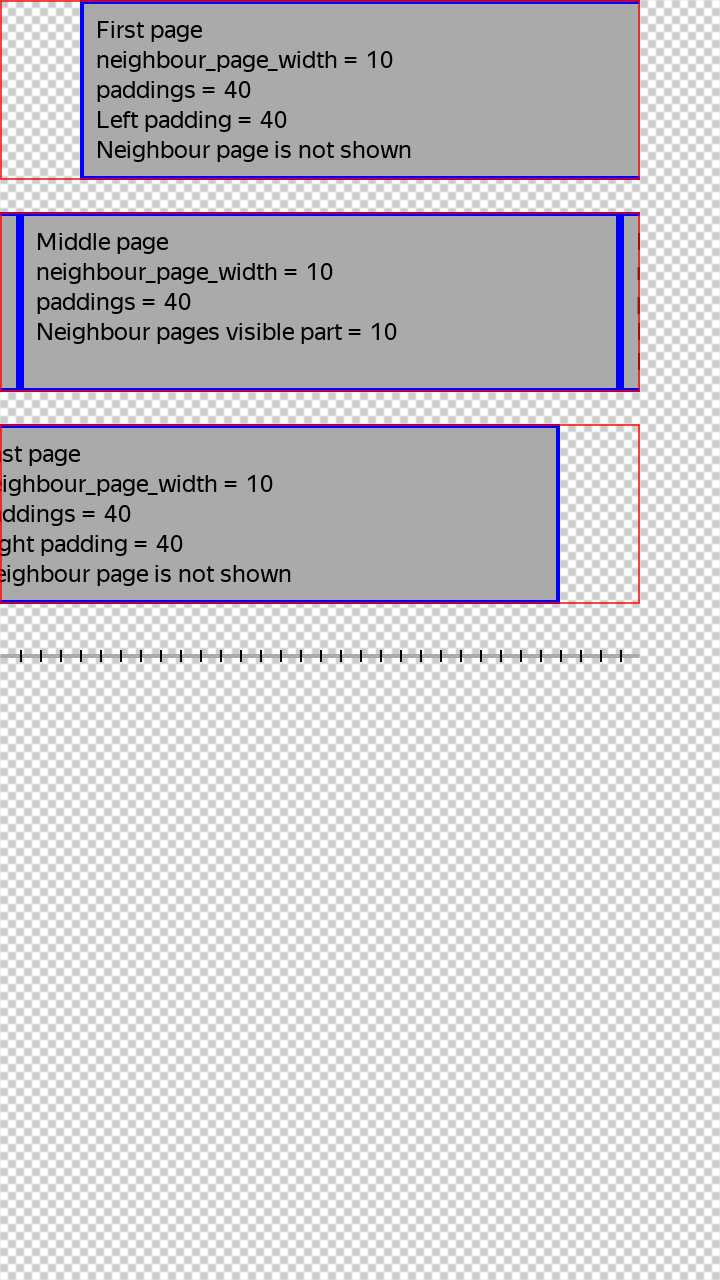 First page
neighbour_page_width = 10
paddings = 40
Left padding = 40
Neighbour page is not shown
Middle page
neighbour_page_width = 10
paddings = 40
Neighbour pages visible part = 10
st page
ighbour_page_width = 10
ddings = 40
ght padding = 40
eighbour page is not shown